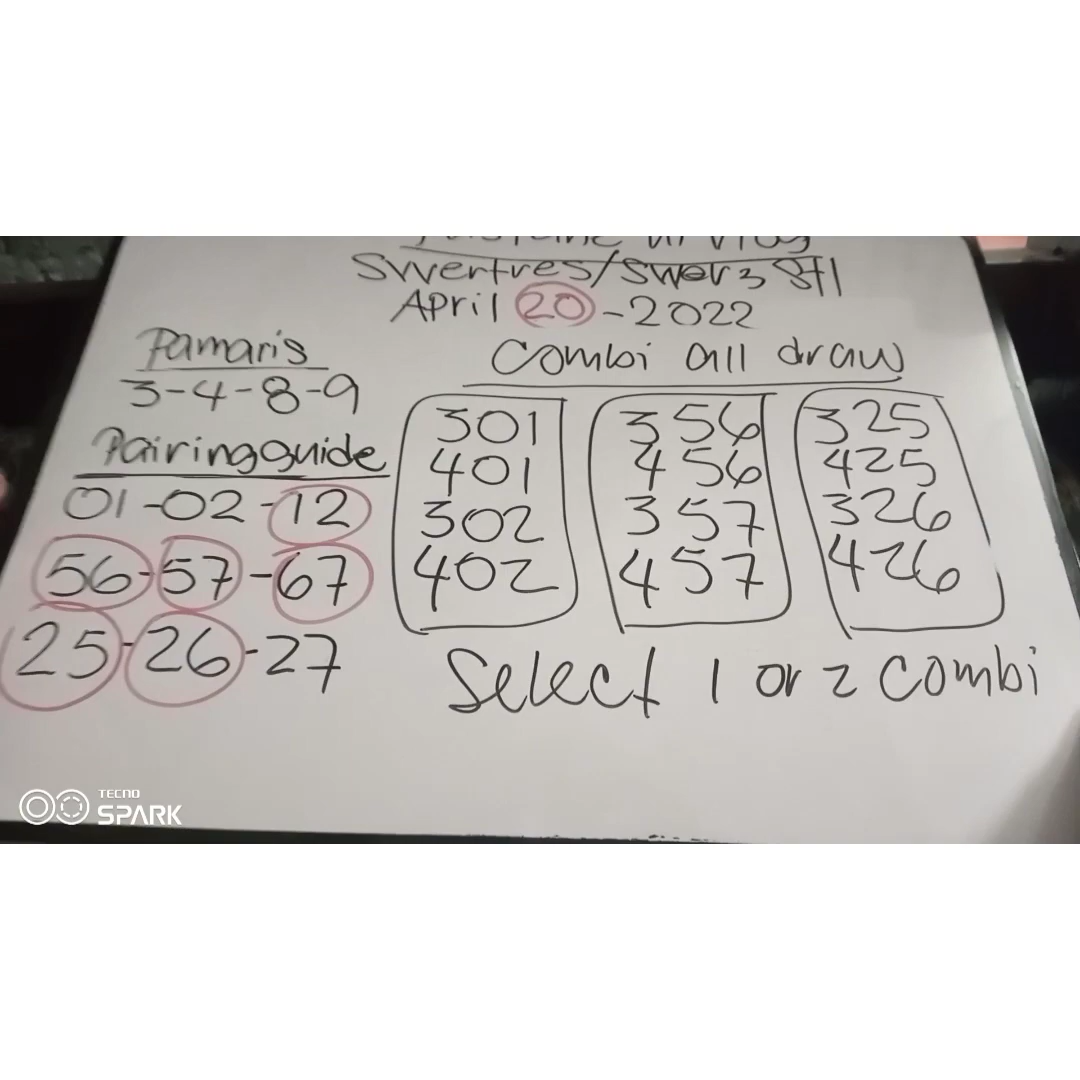 Swertres/Swer3 Stl
April 20-2022
Pamaris
3-4-8-9
Pairing guide
01-02-12
56-57-67
25-26-27
Combi all draw
301 356 325
401 456 425
302 357 326
402 457 426
Select 1 or 2 combi
TECNO
SPARK